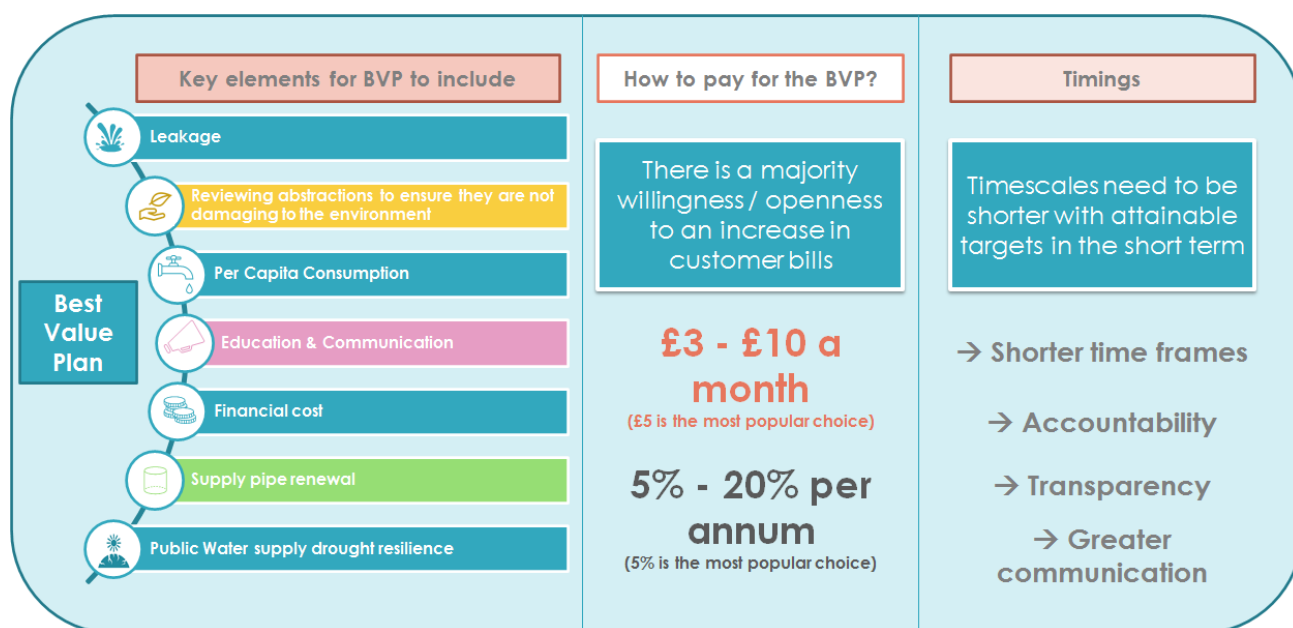 Key elements for BVP to include
Leakage
Reviewing abstractions to ensure they are not
damaging to the environment
Per Capita Consumption
Best
Value
Plan
Education & Communication
Financial cost
Supply pipe renewal
Public Water supply drought resilience
How to pay for the BVP?
There is a majority
willingness / openness
to an increase in
customer bills
£3 - £10 a
month
(£5 is the most popular choice)
5% - 20% per
annum
(5% is the most popular choice)
Timings
Timescales need to be
shorter with attainable
targets in the short term
→ Shorter time frames
→ Accountability
→ Transparency
→ Greater
communication